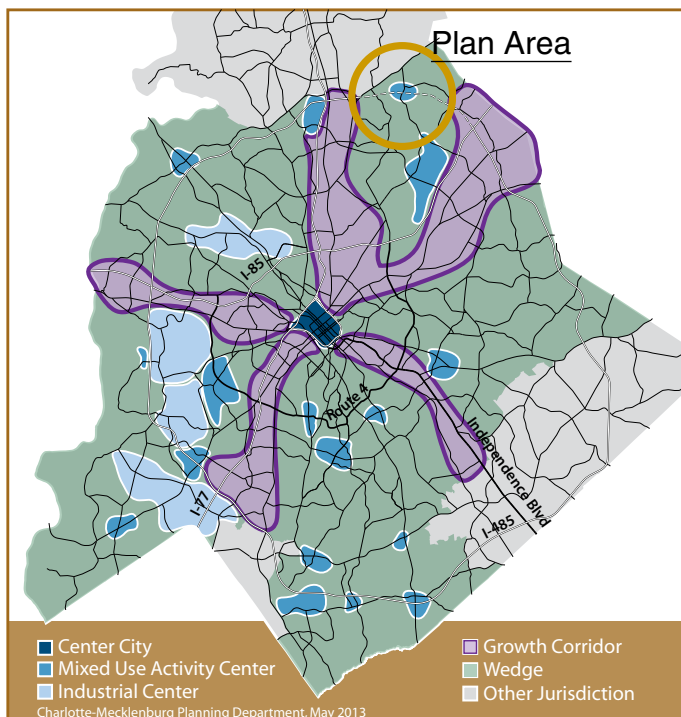 Plan Area
I-85
Route 4
Independence Blvd
I-77
I-485
Center City
Mixed Use Activity Center
Industrial Center
Growth Corridor
Wedge
Other Jurisdiction
Charlotte-Mecklenburg Planning Department, May 2013